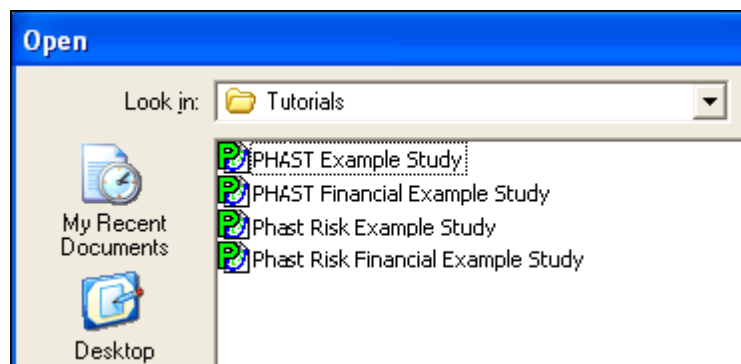 Open
Look in: Tutorials
PHAST Example Study
PHAST Financial Example Study
Phast Risk Example Study
Phast Risk Financial Example Study
My Recent
Documents
Desktop